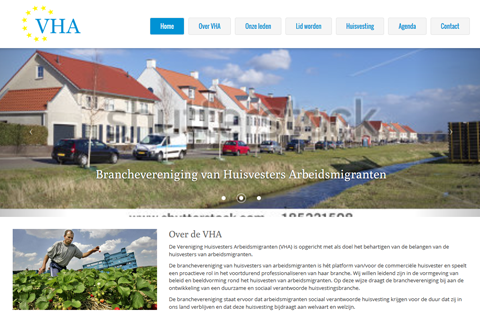 VHA
Home Over VHA Onze leden Lid worden Huisvesting Agenda Contact
shutterstock
Branchevereniging van Huisvesters Arbeidsmigranten
www.shutterstock.com 185221508
Over de VHA
De Vereniging Huisvesters Arbeidsmigranten (VHA) is opgericht met als doel het behartigen van de belangen van de
huisvesters van arbeidsmigranten.
De branchevereniging van huisvesters van arbeidsmigranten is hét platform van/voor de commerciële huisvester en speelt
een proactieve rol in het voortdurend professionaliseren van haar branche. Wij willen leidend zijn in de vormgeving van
beleid en beeldvorming rond het huisvesten van arbeidsmigranten. Op deze wijze draagt de branchevereniging bij aan de
ontwikkeling van een duurzame en sociaal verantwoorde huisvestingsbranche.
De branchevereniging staat ervoor dat arbeidsmigranten sociaal verantwoorde huisvesting krijgen voor de duur dat zij in
ons land verblijven en dat deze huisvesting bijdraagt aan welvaart en welzijn.